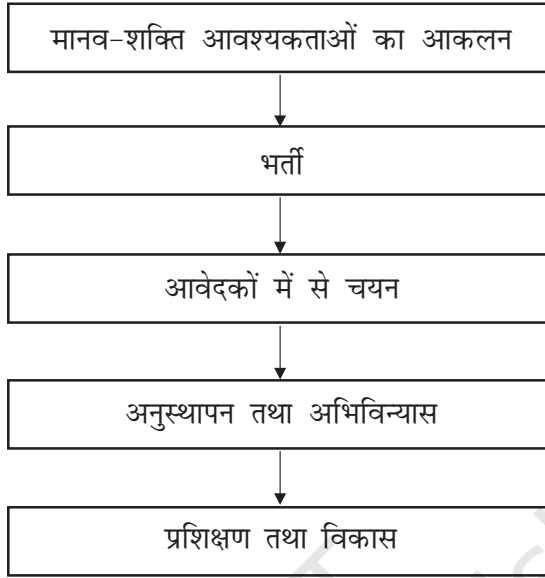 मानव-शक्ति आवश्यकताओं का आकलन
भर्ती
आवेदकों में से चयन
अनुस्थापन तथा अभिविन्यास
प्रशिक्षण तथा विकास